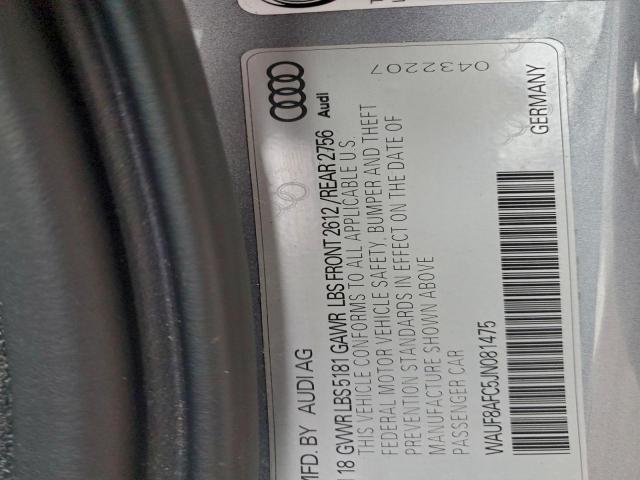 MFD. BY AUDI AG
118 GVWR LBS 5181 GAWR LBS FRONT 2612/REAR 2756 Audi
THIS VEHICLE CONFORMS TO ALL APPLICABLE U.S.
FEDERAL MOTOR VEHICLE SAFETY, BUMPER AND THEFT
PREVENTION STANDARDS IN EFFECT ON THE DATE OF
MANUFACTURE SHOWN ABOVE
PASSENGER CAR
0432207
WAUF8AFC5JN081475
GERMANY